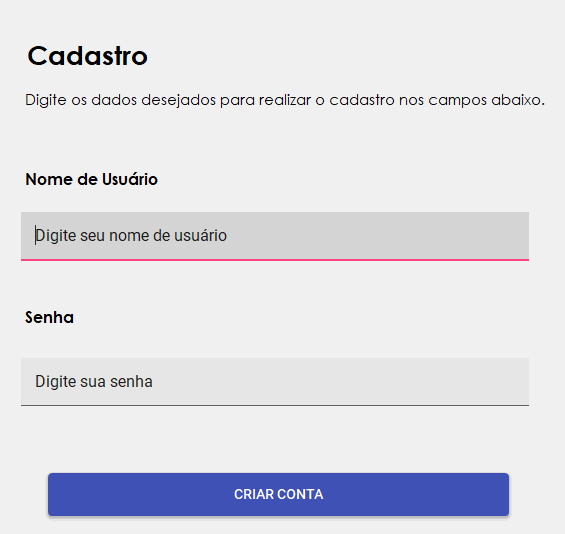 Cadastro
Digite os dados desejados para realizar o cadastro nos campos abaixo.
Nome de Usuário
Digite seu nome de usuário
Senha
Digite sua senha
CRIAR CONTA